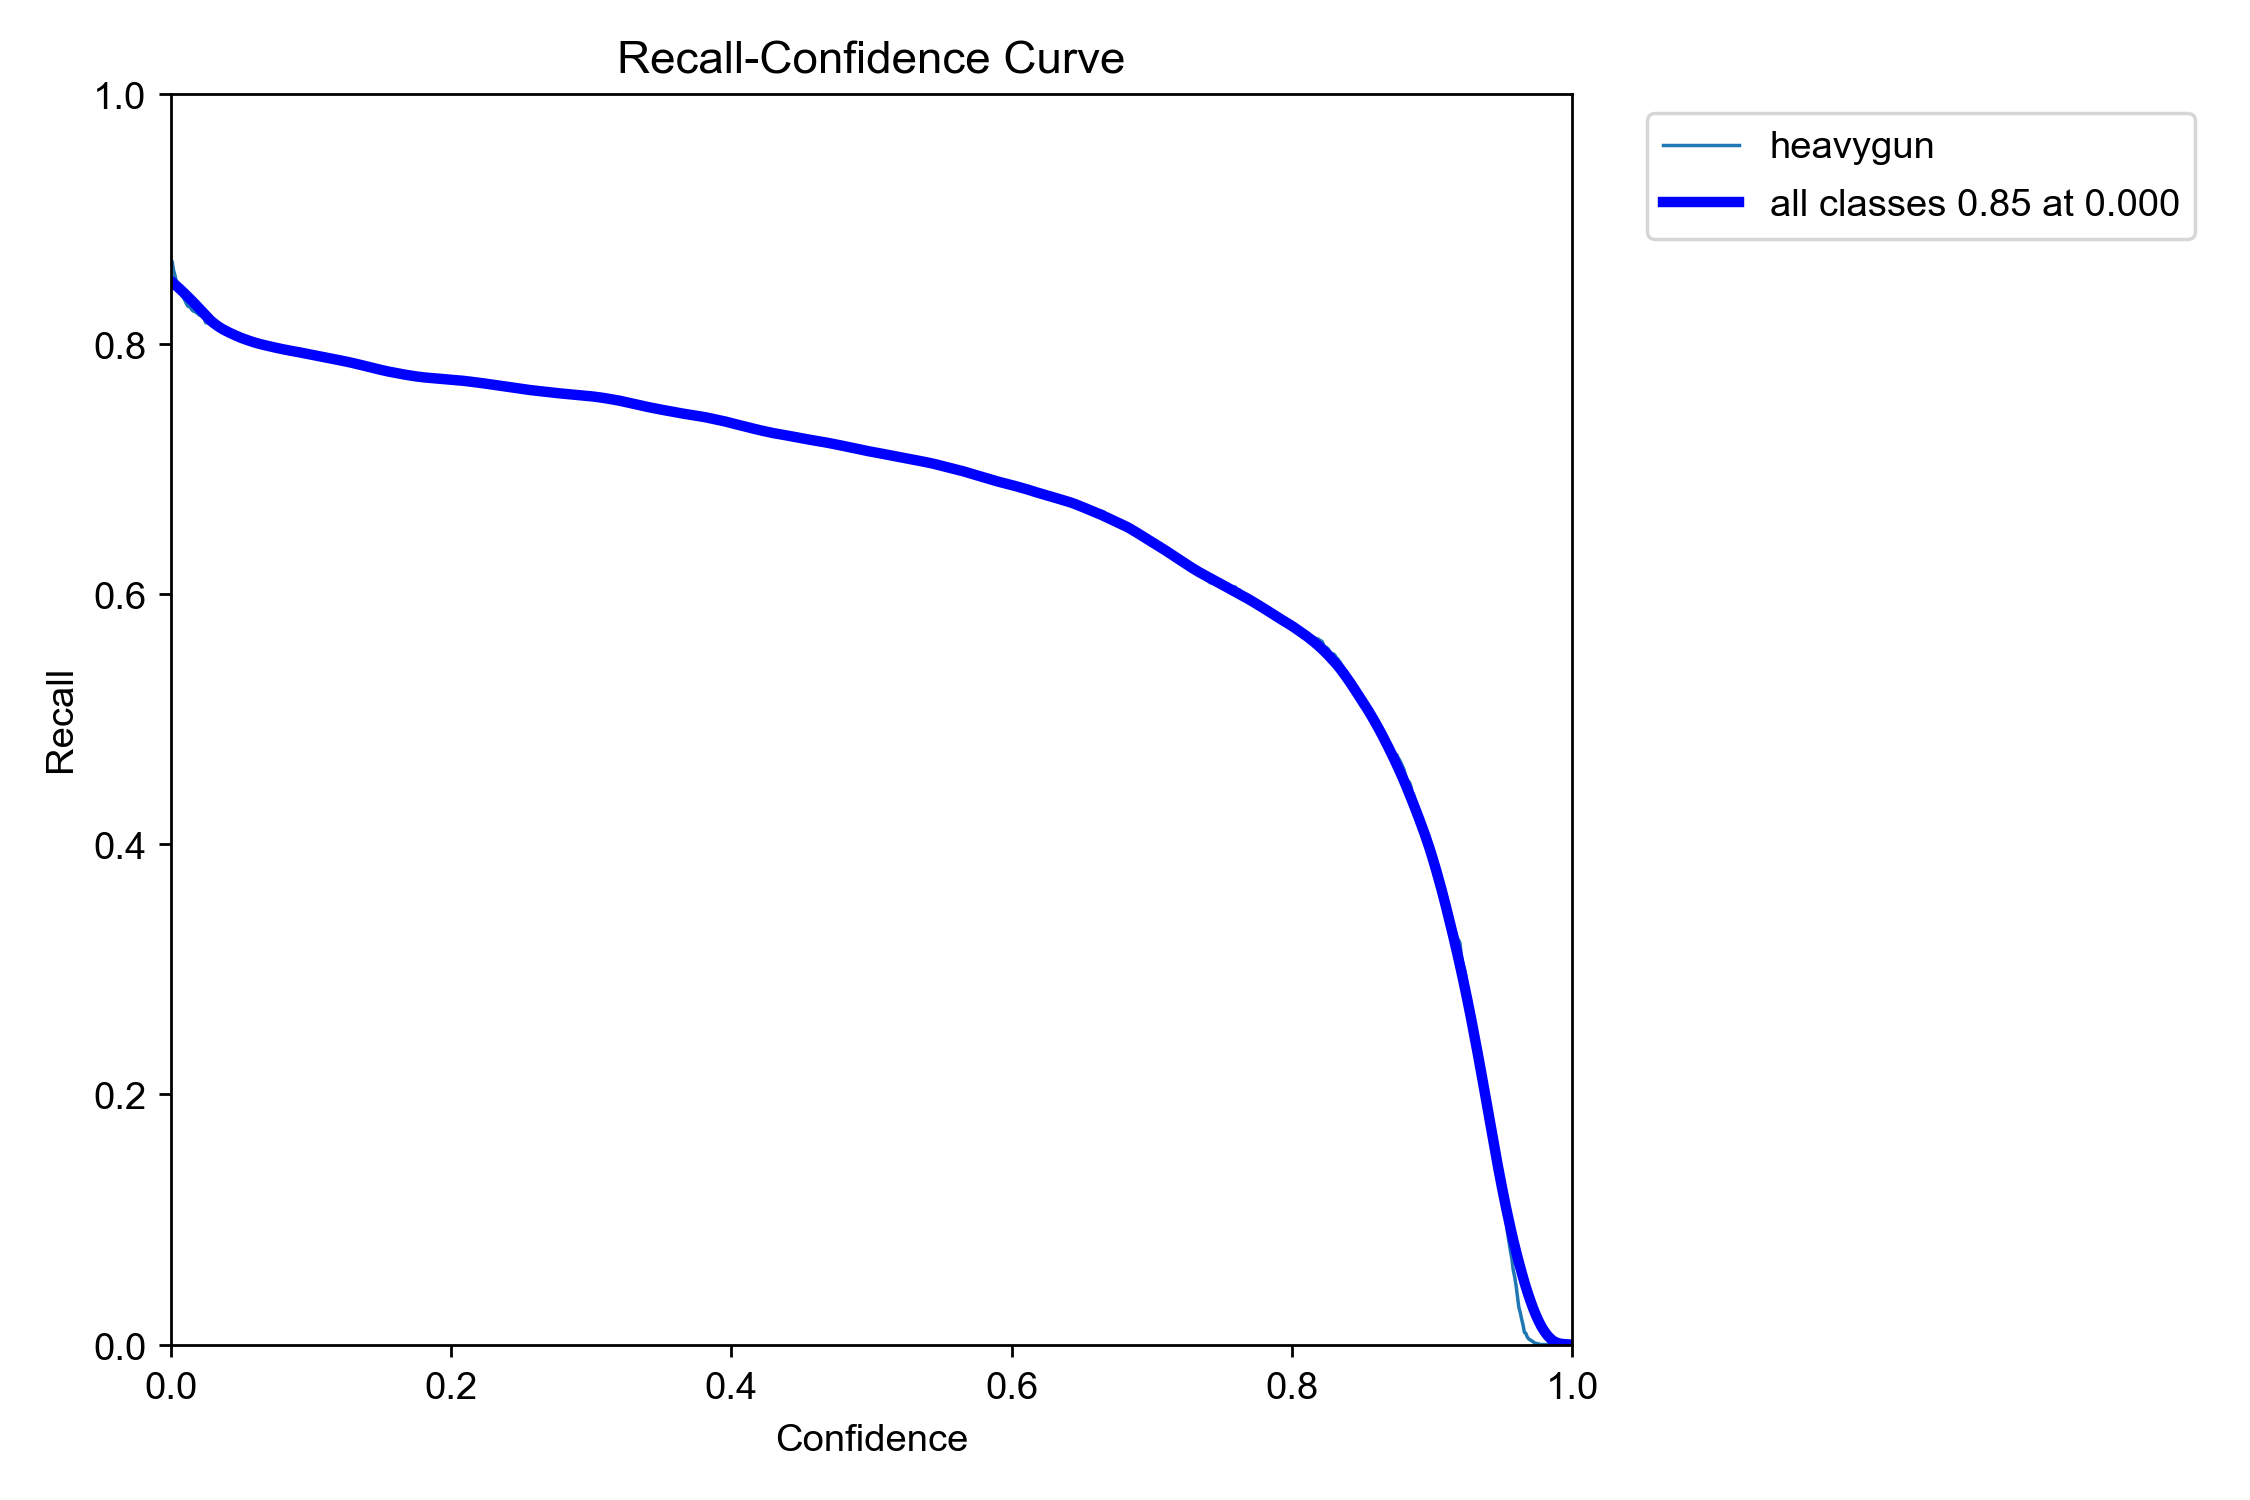 Recall-Confidence Curve
1.0
0.8
0.6
0.4
0.2
0.0
Recall
0.0 0.2 0.4 0.6 0.8 1.0
Confidence
heavygun
all classes 0.85 at 0.000